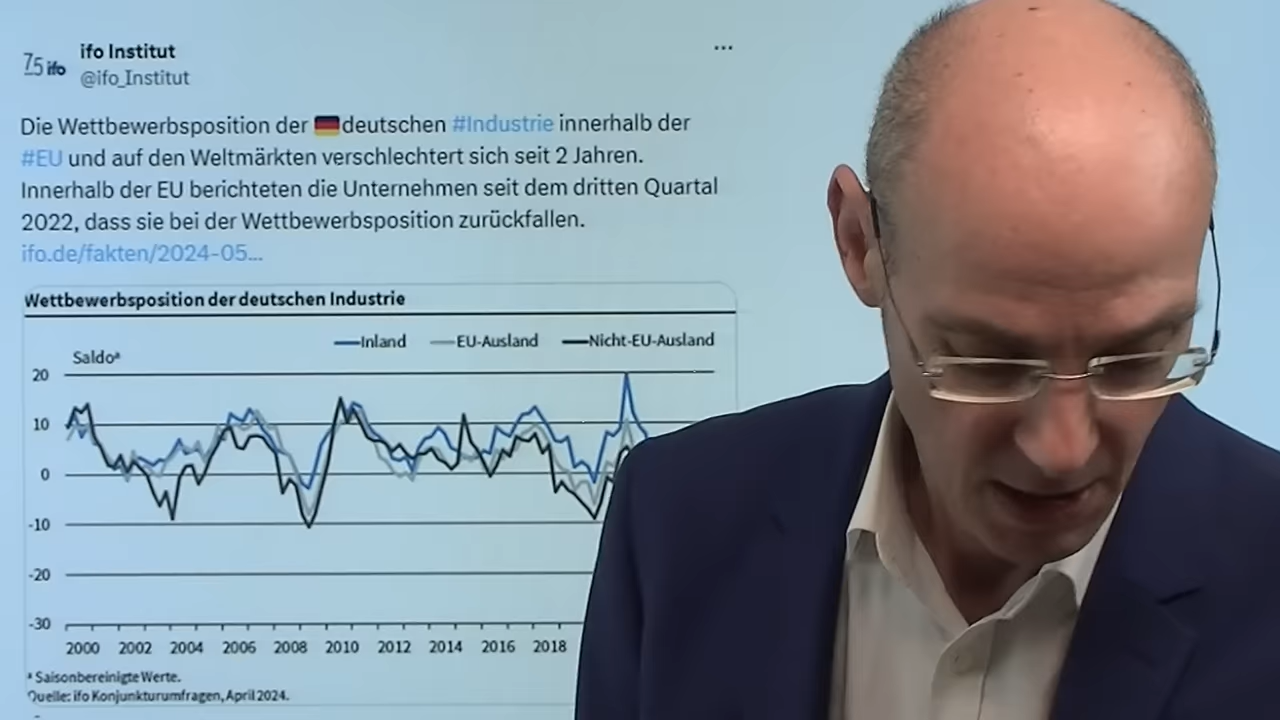 75 ifo
ifo Institut
@ifo_Institut
Die Wettbewerbsposition der deutschen #Industrie innerhalb der
#EU und auf den Weltmärkten verschlechtert sich seit 2 Jahren.
Innerhalb der EU berichteten die Unternehmen seit dem dritten Quartal
2022, dass sie bei der Wettbewerbsposition zurückfallen.
ifo.de/fakten/2024-05...
Wettbewerbsposition der deutschen Industrie
Inland EU-Ausland Nicht-EU-Ausland
Saldoᵃ
20
10
0
-10
-20
-30
2000 2002 2004 2006 2008 2010 2012 2014 2016 2018
ᵃ Saisonbereinigte Werte.
Quelle: ifo Konjunkturumfragen, April 2024.